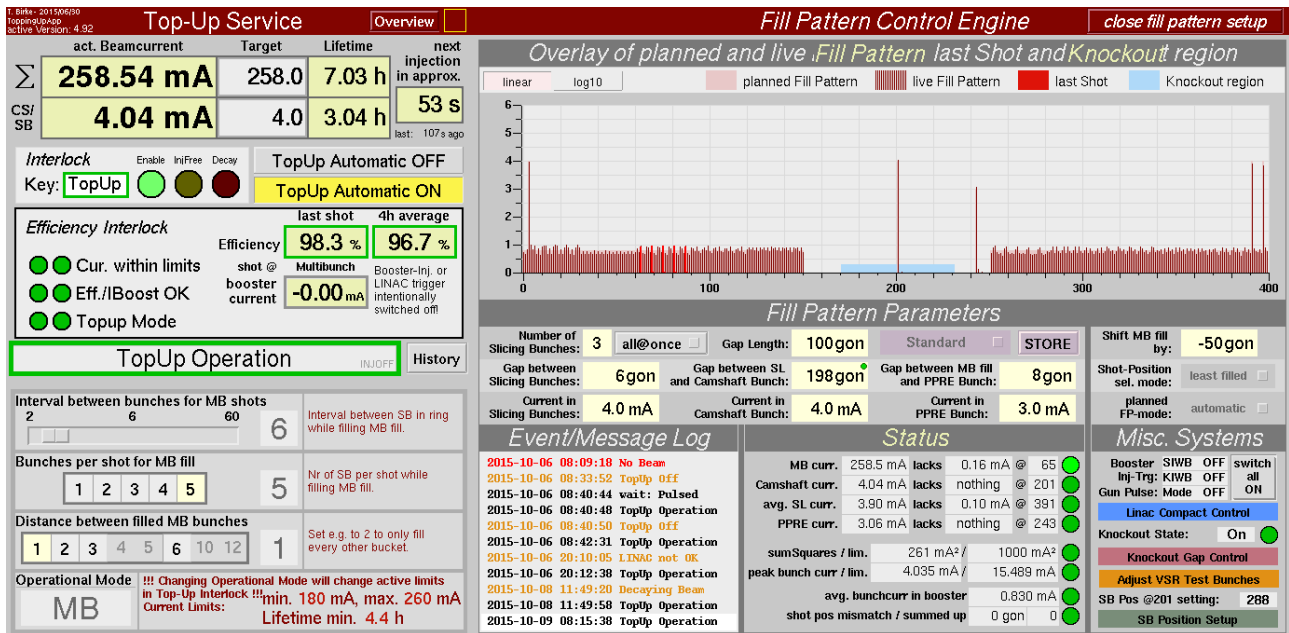 T. Birke - 2015/06/30
ToppingUpApp
active Version: 4.92
Top-Up Service
Overview
Fill Pattern Control Engine
close fill pattern setup
act. Beamcurrent Target Lifetime next injection in approx.
Σ 258.54 mA 258.0 7.03 h
CS/SB 4.04 mA 4.0 3.04 h 53 s
last: 107s ago
Interlock Enable InjFree Decay
Key: TopUp
TopUp Automatic OFF
TopUp Automatic ON
Efficiency Interlock
last shot 4h average
Efficiency 98.3 % 96.7 %
Cur. within limits
Eff./IBoost OK
Topup Mode
shot @ booster current
Multibunch
-0.00 mA
Booster-Inj. or
LINAC trigger
intentionally
switched off!
TopUp Operation INJOFF
History
Interval between bunches for MB shots
2 6 60
6
Interval between SB in ring
while filling MB fill.
Bunches per shot for MB fill
1 2 3 4 5
5
Nr of SB per shot while
filling MB fill.
Distance between filled MB bunches
1 2 3 4 5 6 10 12
1
Set e.g. to 2 to only fill
every other bucket.
Operational Mode
MB
!!! Changing Operational Mode will change active limits
in Top-Up Interlock !!!
Current Limits:
min. 180 mA, max. 260 mA
Lifetime min. 4.4 h
Overlay of planned and live Fill Pattern last Shot and Knockout region
linear log10
planned Fill Pattern live Fill Pattern last Shot Knockout region
6
5
4
3
2
1
0
0 100 200 300 400
Fill Pattern Parameters
Number of Slicing Bunches: 3 all@once Gap Length: 100gon Standard STORE
Gap between Slicing Bunches: 6gon Gap between SL and Camshaft Bunch: 198gon Gap between MB fill and PPRE Bunch: 8gon
Current in Slicing Bunches: 4.0 mA Current in Camshaft Bunch: 4.0 mA Current in PPRE Bunch: 3.0 mA
Shift MB fill by: -50gon
Shot-Position sel. mode: least filled
planned FP-mode: automatic
Event/Message Log
2015-10-06 08:09:18 No Beam
2015-10-06 08:33:52 TopUp Off
2015-10-06 08:40:44 wait: Pulsed
2015-10-06 08:40:48 TopUp Operation
2015-10-06 08:40:50 TopUp Off
2015-10-06 08:42:31 TopUp Operation
2015-10-06 20:10:05 LINAC not OK
2015-10-06 20:12:38 TopUp Operation
2015-10-08 11:49:20 Decaying Beam
2015-10-08 11:49:58 TopUp Operation
2015-10-09 08:15:38 TopUp Operation
Status
MB curr. 258.5 mA lacks 0.16 mA @ 65
Camshaft curr. 4.04 mA lacks nothing @ 201
avg. SL curr. 3.90 mA lacks 0.10 mA @ 391
PPRE curr. 3.06 mA lacks nothing @ 243
sumSquares / lim. 261 mA²/ 1000 mA²
peak bunch curr / lim. 4.035 mA/ 15.489 mA
avg. bunchcurr in booster 0.830 mA
shot pos mismatch / summed up 0 gon 0
Misc. Systems
Booster SIWB OFF
Inj-Trg: KIWB OFF
Gun Pulse: Mode OFF
switch all ON
Linac Compact Control
Knockout State: On
Knockout Gap Control
Adjust VSR Test Bunches
SB Pos @201 setting: 288
SB Position Setup